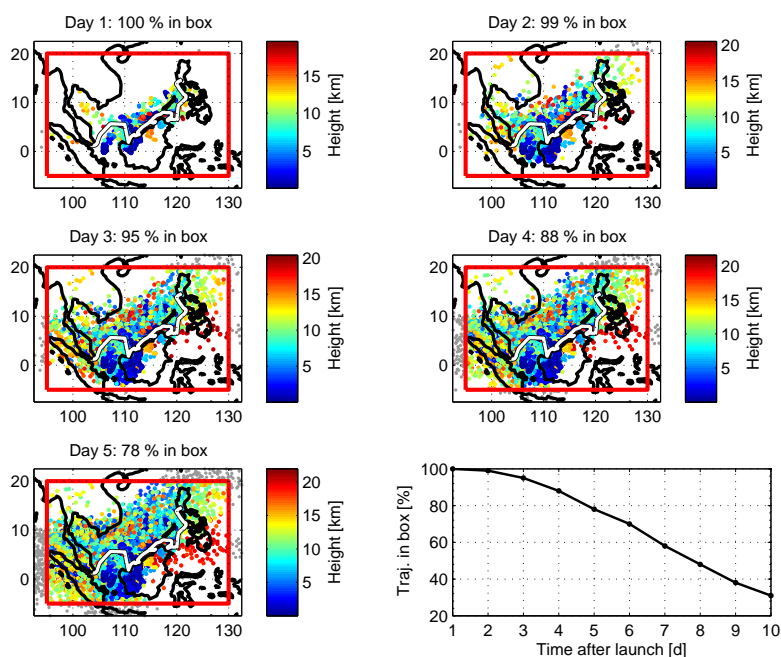 Day 1: 100 % in box
20
10
0
100 110 120 130
15
10
5
Height [km]
Day 2: 99 % in box
20
10
0
100 110 120 130
20
15
10
5
Height [km]
Day 3: 95 % in box
20
10
0
100 110 120 130
20
15
10
5
Height [km]
Day 4: 88 % in box
20
10
0
100 110 120 130
20
15
10
5
Height [km]
Day 5: 78 % in box
20
10
0
100 110 120 130
20
15
10
5
Height [km]
100
80
60
40
20
Traj. in box [%]
1 2 3 4 5 6 7 8 9 10
Time after launch [d]